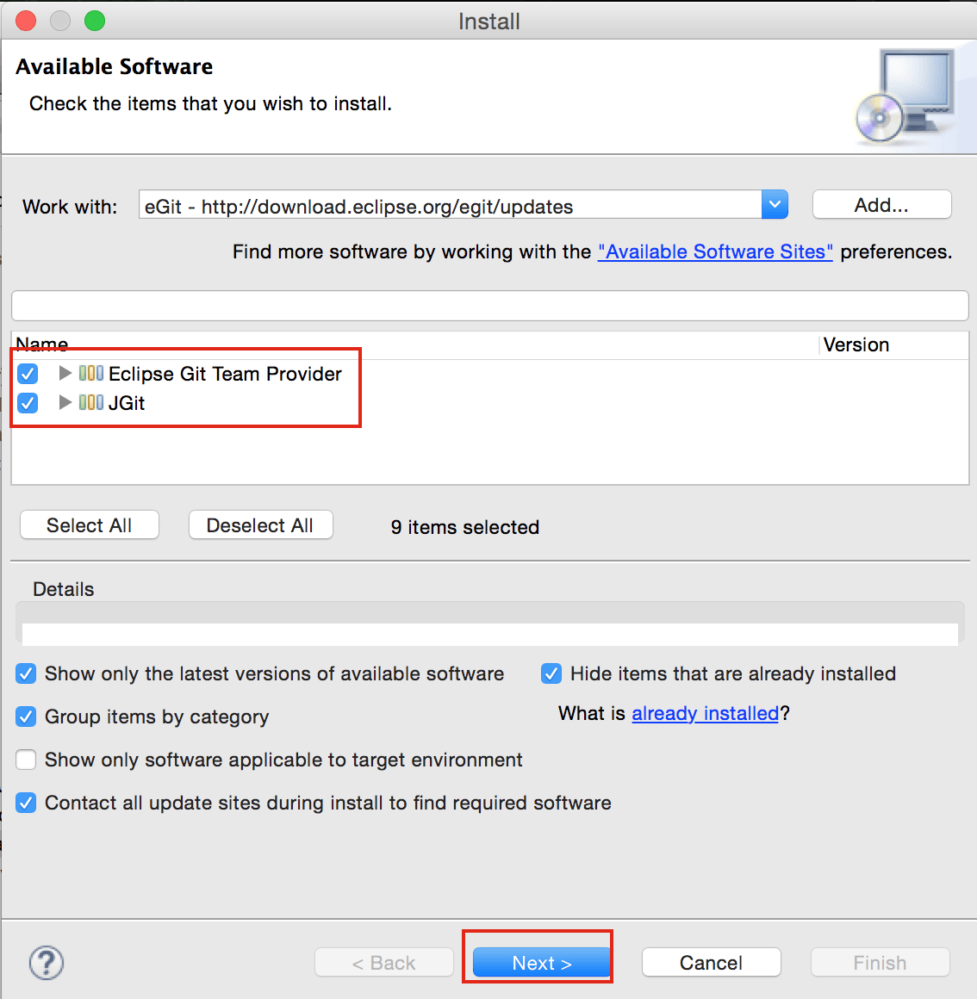 Install
Available Software
Check the items that you wish to install.
Work with: eGit - http://download.eclipse.org/egit/updates Add...
Find more software by working with the "Available Software Sites" preferences.
Name Version
Eclipse Git Team Provider
JGit
Select All Deselect All 9 items selected
Details
Show only the latest versions of available software Hide items that are already installed
Group items by category What is already installed?
Show only software applicable to target environment
Contact all update sites during install to find required software
? < Back Next > Cancel Finish